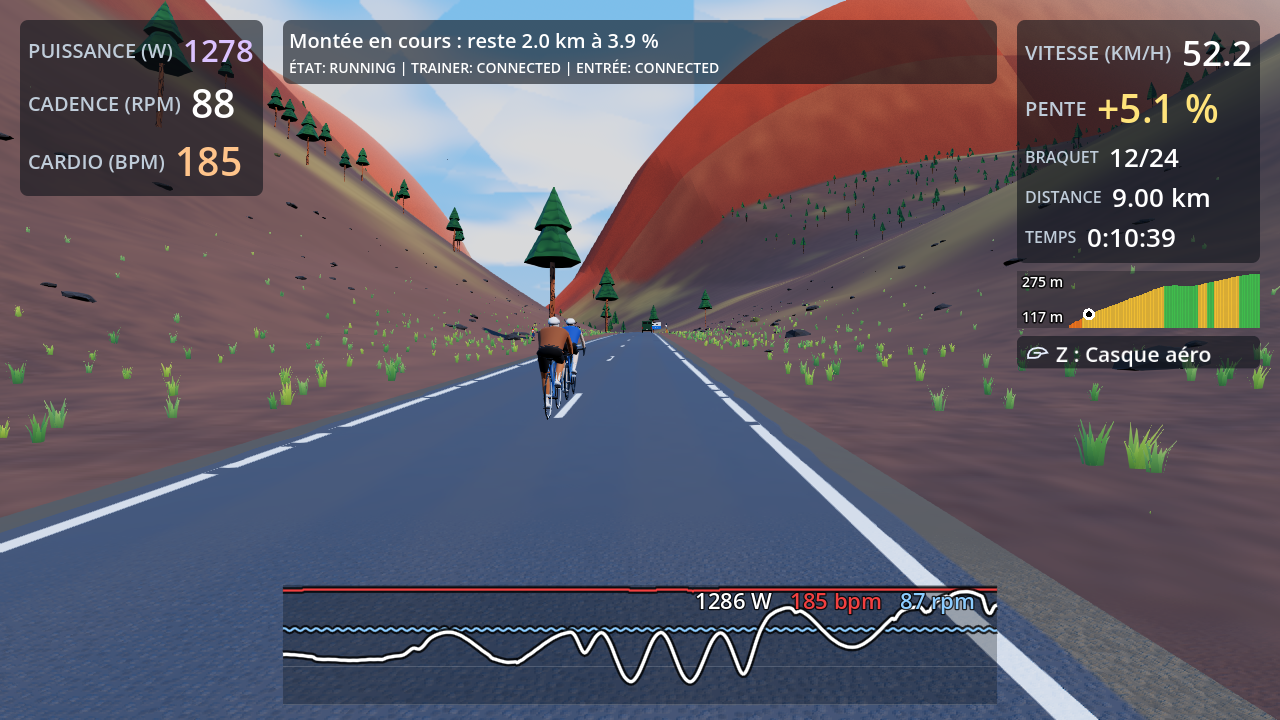 PUISSANCE (W) 1278
CADENCE (RPM) 88
CARDIO (BPM) 185
Montée en cours : reste 2.0 km à 3.9 %
ÉTAT: RUNNING | TRAINER: CONNECTED | ENTRÉE: CONNECTED
VITESSE (KM/H) 52.2
PENTE +5.1 %
BRAQUET 12/24
DISTANCE 9.00 km
TEMPS 0:10:39
275 m
117 m
Z : Casque aéro
1286 W 185 bpm 87 rpm